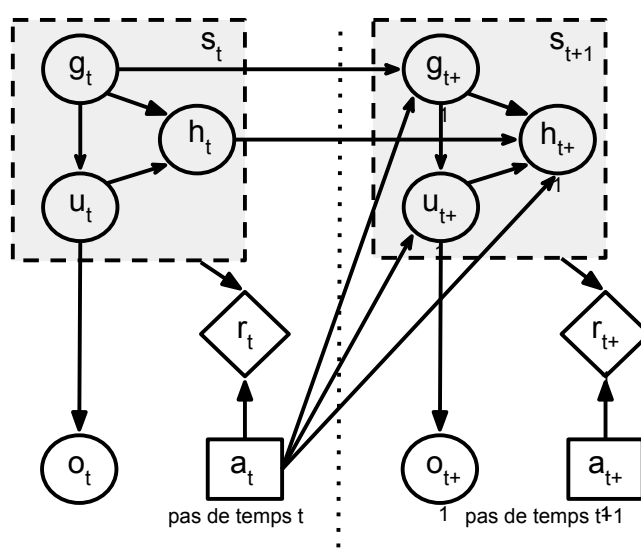 s_t
g_t
h_t
u_t
r_t
o_t
a_t
pas de temps t
s_t+1
g_t+1
h_t+1
u_t+1
r_t+1
o_t+1
a_t+1
pas de temps t+1